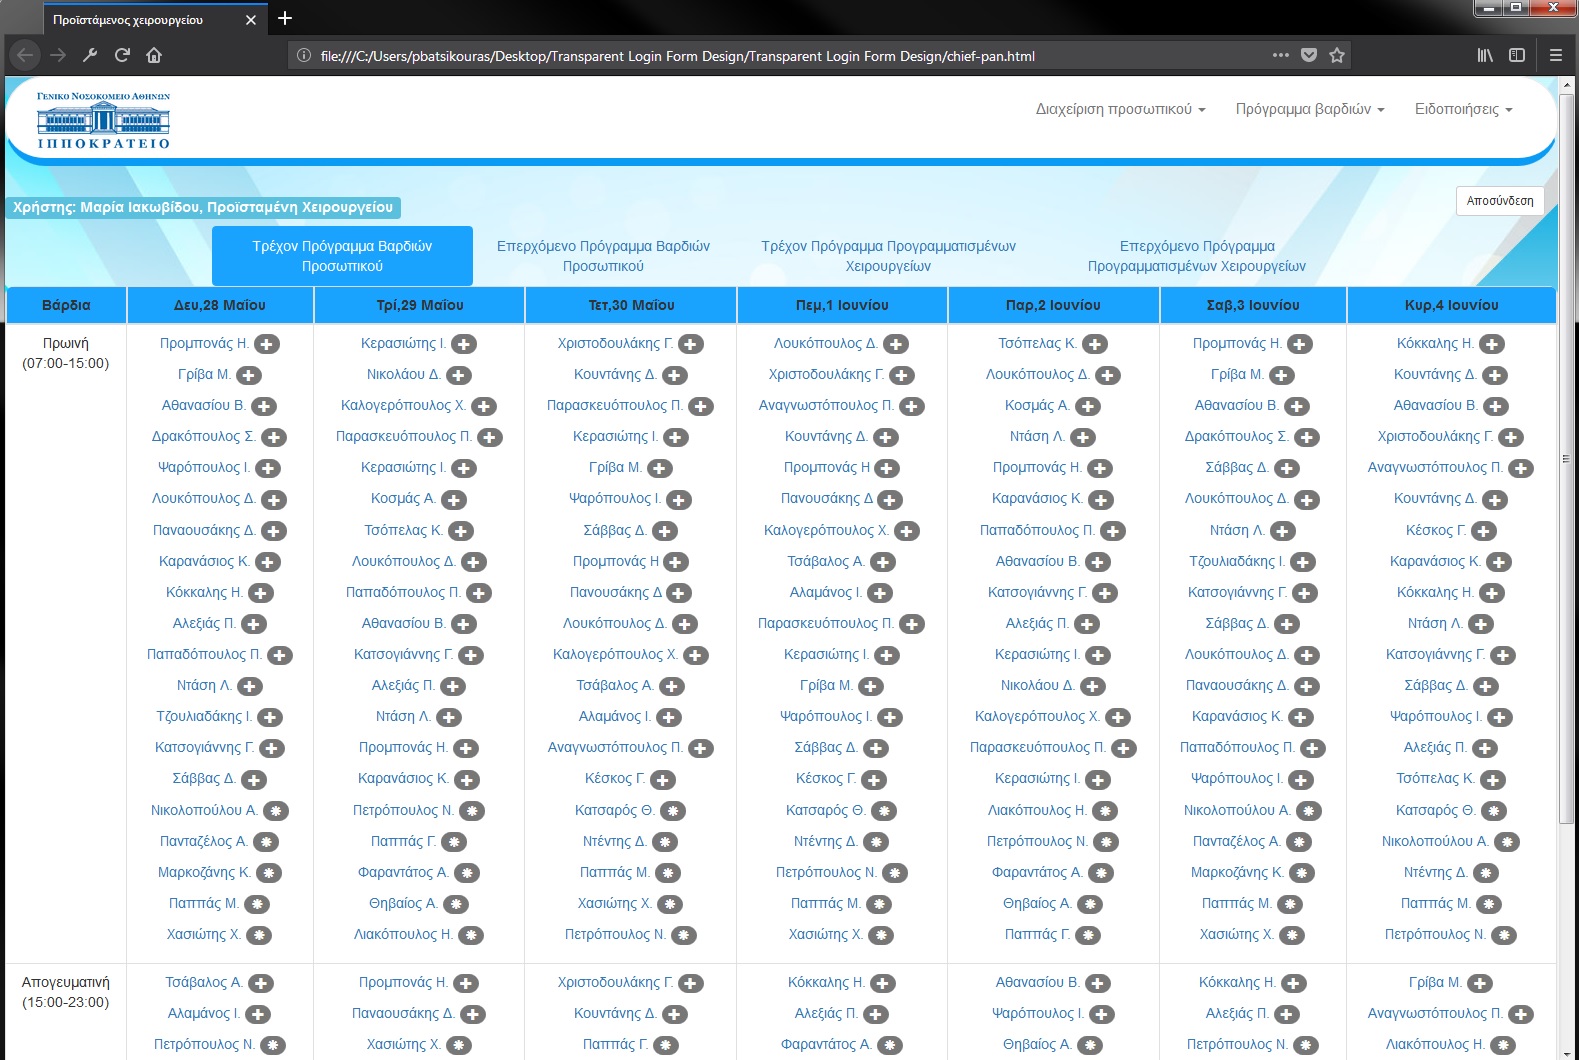 Προϊστάμενος χειρουργείου
file:///C:/Users/pbatsikouras/Desktop/Transparent Login Form Design/Transparent Login Form Design/chief-pan.html
ΓΕΝΙΚΟ ΝΟΣΟΚΟΜΕΙΟ ΑΘΗΝΩΝ
ΙΠΠΟΚΡΑΤΕΙΟ
Διαχείριση προσωπικού Πρόγραμμα βαρδιών Ειδοποιήσεις
Χρήστης: Μαρία Ιακωβίδου, Προϊσταμένη Χειρουργείου
Αποσύνδεση
Τρέχον Πρόγραμμα Βαρδιών Προσωπικού
Επερχόμενο Πρόγραμμα Βαρδιών Προσωπικού
Τρέχον Πρόγραμμα Προγραμματισμένων Χειρουργείων
Επερχόμενο Πρόγραμμα Προγραμματισμένων Χειρουργείων
Βάρδια Δευ,28 Μαΐου Τρί,29 Μαΐου Τετ,30 Μαΐου Πεμ,1 Ιουνίου Παρ,2 Ιουνίου Σαβ,3 Ιουνίου Κυρ,4 Ιουνίου
Πρωινή Προμπονάς Η. Κερασιώτης Ι. Χριστοδουλάκης Γ. Λουκόπουλος Δ. Τσόπελας Κ. Προμπονάς Η. Κόκκαλης Η.
(07:00-15:00)
Γρίβα Μ. Νικολάου Δ. Κουντάνης Δ. Χριστοδουλάκης Γ. Λουκόπουλος Δ. Γρίβα Μ. Κουντάνης Δ.
Αθανασίου Β. Καλογερόπουλος Χ. Παρασκευόπουλος Π. Αναγνωστόπουλος Π. Κοσμάς Α. Αθανασίου Β. Αθανασίου Β.
Δρακόπουλος Σ. Παρασκευόπουλος Π. Κερασιώτης Ι. Κουντάνης Δ. Ντάση Λ. Δρακόπουλος Σ. Χριστοδουλάκης Γ.
Ψαρόπουλος Ι. Κερασιώτης Ι. Γρίβα Μ. Προμπονάς Η Προμπονάς Η. Σάββας Δ. Αναγνωστόπουλος Π.
Λουκόπουλος Δ. Κοσμάς Α. Ψαρόπουλος Ι. Πανουσάκης Δ Καρανάσιος Κ. Λουκόπουλος Δ. Κουντάνης Δ.
Παναουσάκης Δ. Τσόπελας Κ. Σάββας Δ. Καλογερόπουλος Χ. Παπαδόπουλος Π. Ντάση Λ. Κέσκος Γ.
Καρανάσιος Κ. Λουκόπουλος Δ. Προμπονάς Η Τσάβαλος Α. Αθανασίου Β. Τζουλιαδάκης Ι. Καρανάσιος Κ.
Κόκκαλης Η. Παπαδόπουλος Π. Πανουσάκης Δ Αλαμάνος Ι. Κατσογιάννης Γ. Κατσογιάννης Γ. Κόκκαλης Η.
Αλεξιάς Π. Αθανασίου Β. Λουκόπουλος Δ. Παρασκευόπουλος Π. Αλεξιάς Π. Σάββας Δ. Ντάση Λ.
Παπαδόπουλος Π. Κατσογιάννης Γ. Καλογερόπουλος Χ. Κερασιώτης Ι. Κερασιώτης Ι. Λουκόπουλος Δ. Κατσογιάννης Γ.
Ντάση Λ. Αλεξιάς Π. Τσάβαλος Α. Γρίβα Μ. Νικολάου Δ. Παναουσάκης Δ. Σάββας Δ.
Τζουλιαδάκης Ι. Ντάση Λ. Αλαμάνος Ι. Ψαρόπουλος Ι. Καλογερόπουλος Χ. Καρανάσιος Κ. Ψαρόπουλος Ι.
Κατσογιάννης Γ. Προμπονάς Η. Αναγνωστόπουλος Π. Σάββας Δ. Παρασκευόπουλος Π. Παπαδόπουλος Π. Αλεξιάς Π.
Σάββας Δ. Καρανάσιος Κ. Κέσκος Γ. Κέσκος Γ. Κερασιώτης Ι. Ψαρόπουλος Ι. Τσόπελας Κ.
Νικολοπούλου Α. Πετρόπουλος Ν. Κατσαρός Θ. Κατσαρός Θ. Λιακόπουλος Η. Νικολοπούλου Α. Κατσαρός Θ.
Πανταζέλος Α. Παππάς Γ. Ντέντης Δ. Ντέντης Δ. Πετρόπουλος Ν. Πανταζέλος Α. Νικολοπούλου Α.
Μαρκοζάνης Κ. Φαραντάτος Α. Παππάς Μ. Πετρόπουλος Ν. Φαραντάτος Α. Μαρκοζάνης Κ. Ντέντης Δ.
Παππάς Μ. Θηβαίος Α. Χασιώτης Χ. Παππάς Μ. Θηβαίος Α. Παππάς Μ. Παππάς Μ.
Χασιώτης Χ. Λιακόπουλος Η. Πετρόπουλος Ν. Χασιώτης Χ. Παππάς Γ. Χασιώτης Χ. Πετρόπουλος Ν.
Απογευματινή Τσάβαλος Α. Προμπονάς Η. Χριστοδουλάκης Γ. Κόκκαλης Η. Αθανασίου Β. Κόκκαλης Η. Γρίβα Μ.
(15:00-23:00)
Αλαμάνος Ι. Παναουσάκης Δ. Κουντάνης Δ. Αλεξιάς Π. Ψαρόπουλος Ι. Αλεξιάς Π. Αναγνωστόπουλος Π.
Πετρόπουλος Ν. Χασιώτης Χ. Παππάς Γ. Φαραντάτος Α. Θηβαίος Α. Πετρόπουλος Ν. Λιακόπουλος Η.